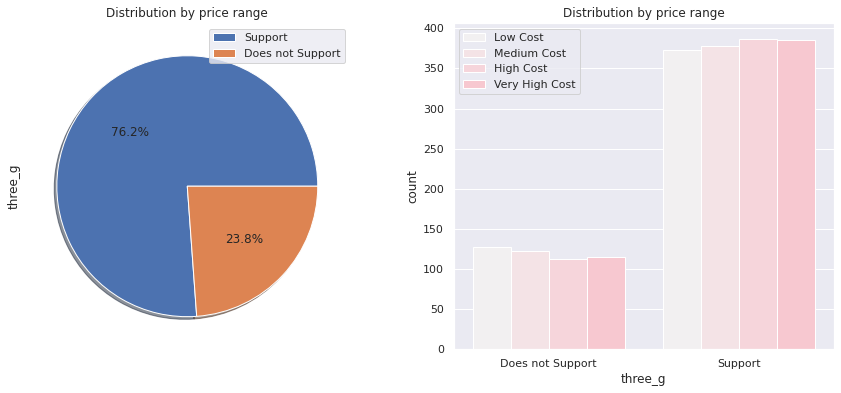 Distribution by price range
Support
Does not Support
76.2%
23.8%
three_g
Distribution by price range
Low Cost
Medium Cost
High Cost
Very High Cost
400
350
300
250
200
150
100
50
0
count
Does not Support
Support
three_g